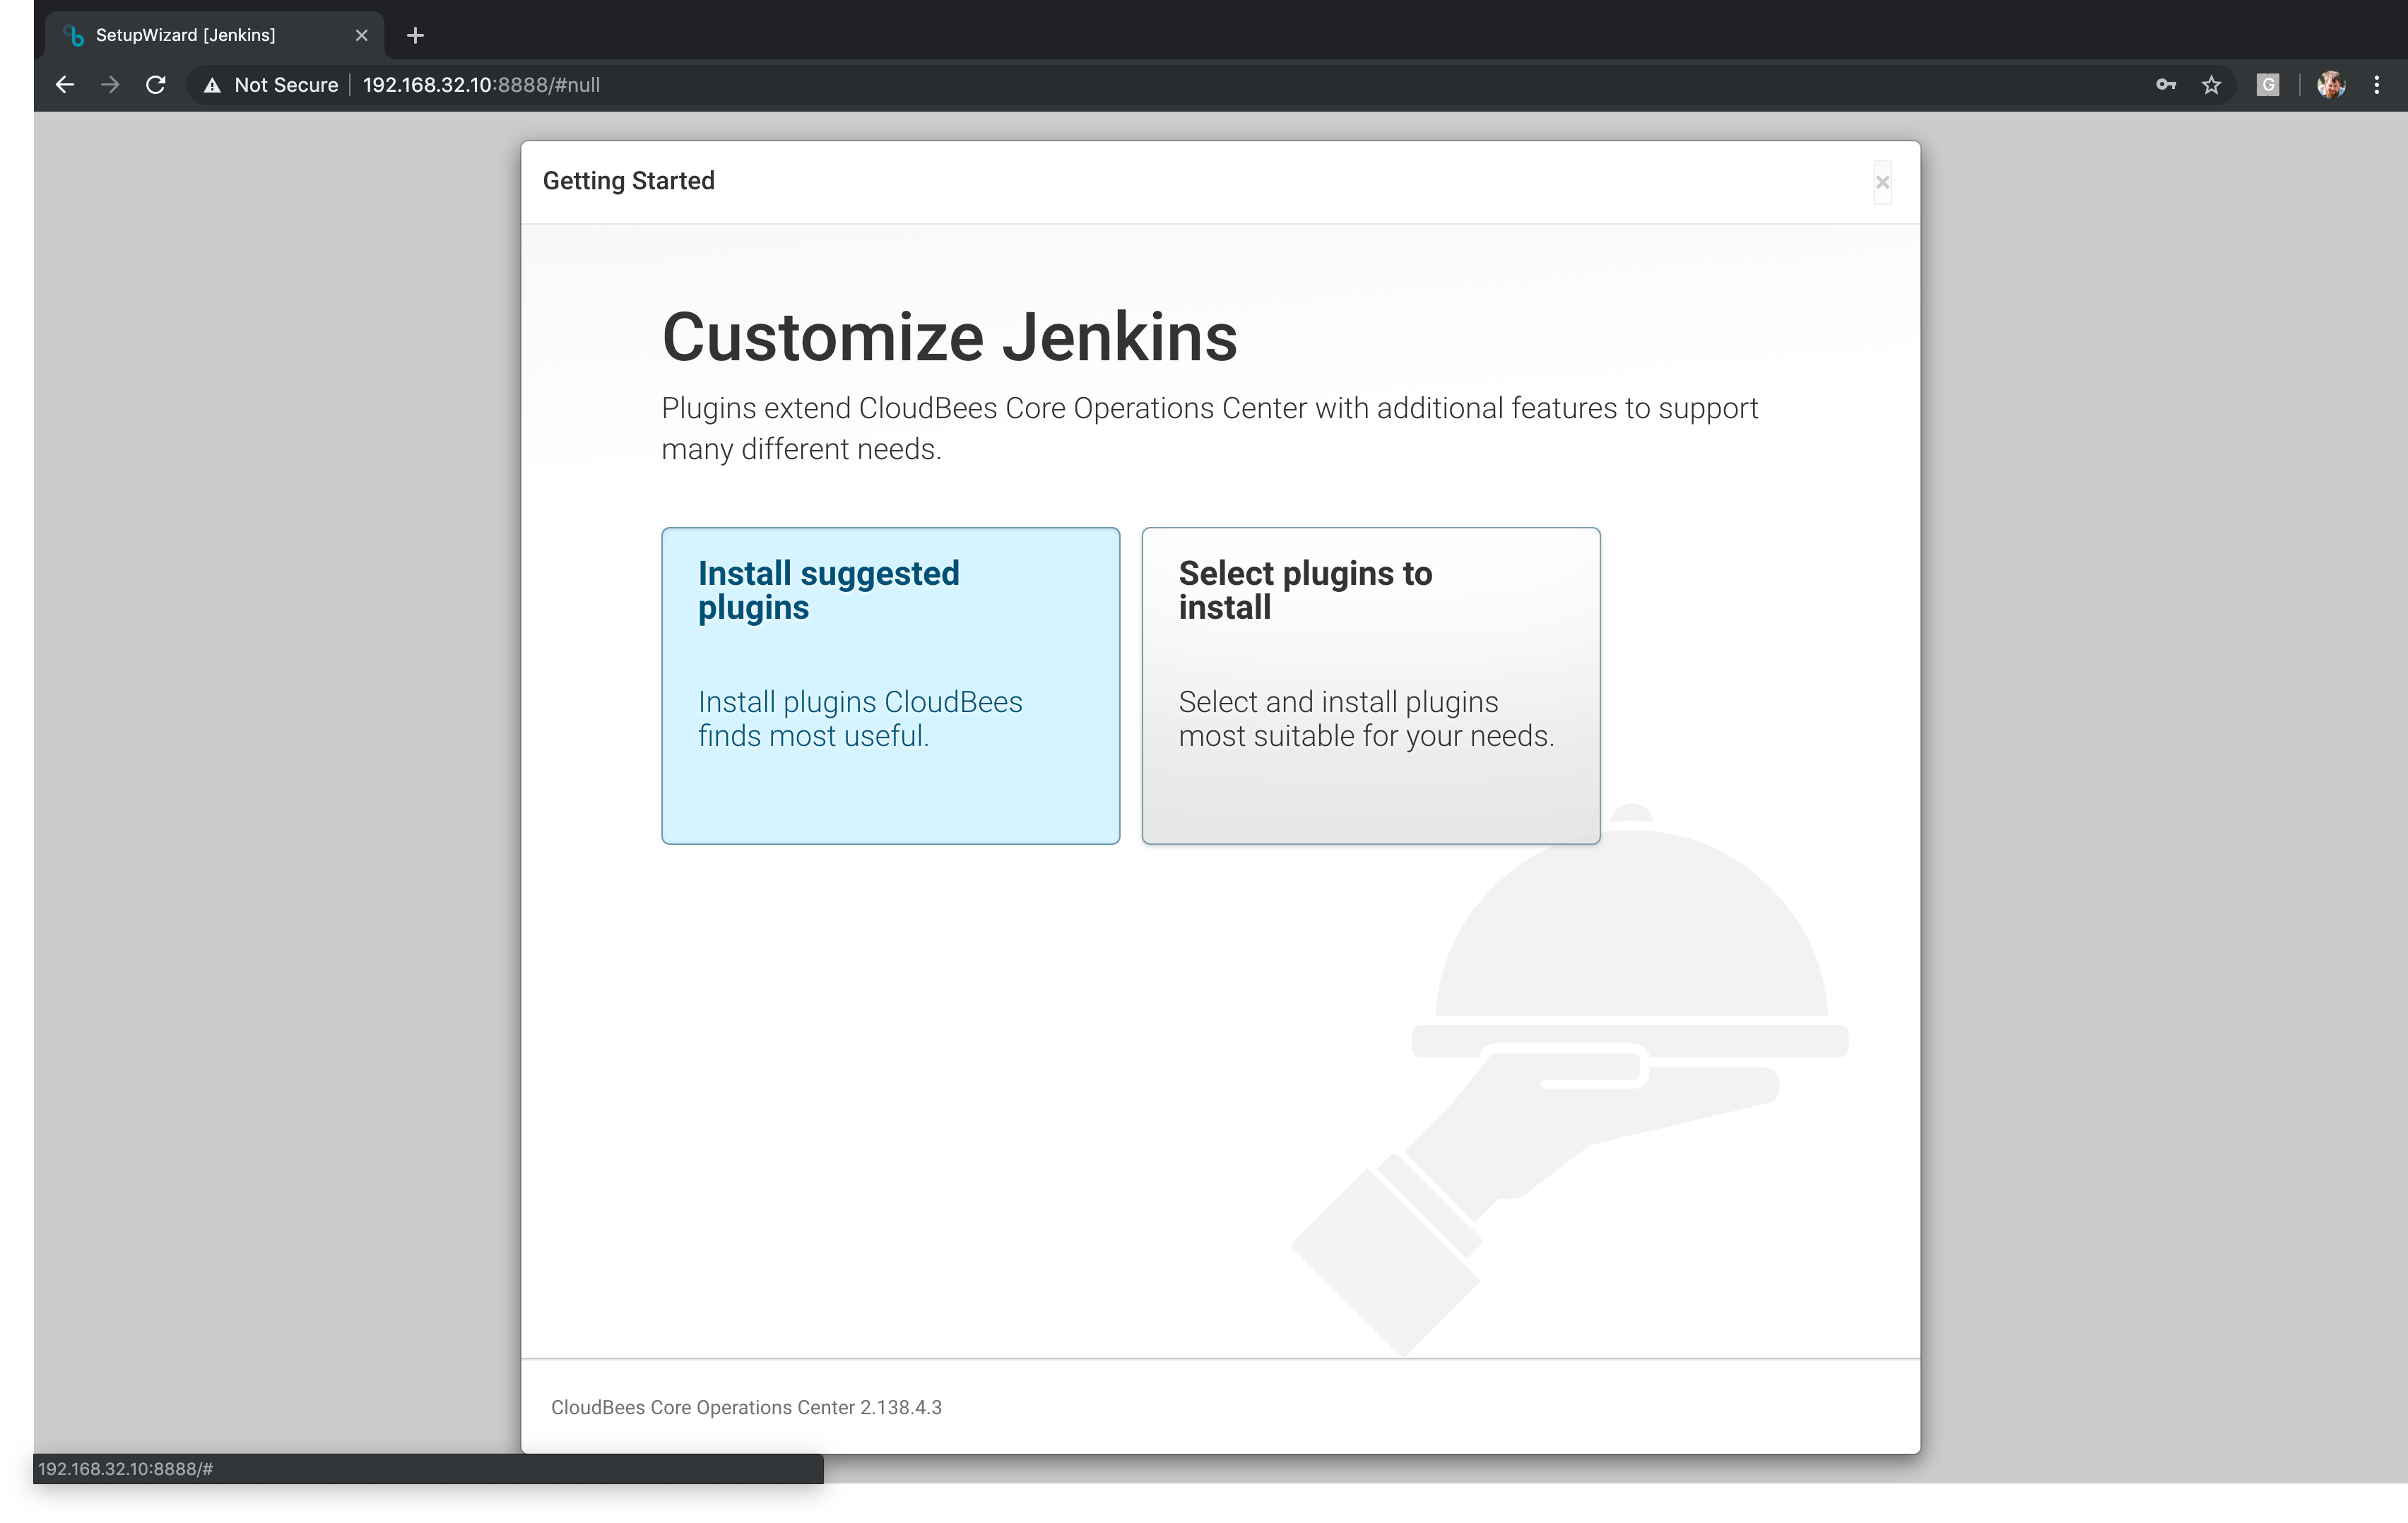 SetupWizard [Jenkins]
Not Secure 192.168.32.10:8888/#null
G
Getting Started
Customize Jenkins
Plugins extend CloudBees Core Operations Center with additional features to support
many different needs.
Install suggested
plugins
Install plugins CloudBees
finds most useful.
Select plugins to
install
Select and install plugins
most suitable for your needs.
CloudBees Core Operations Center 2.138.4.3
192.168.32.10:8888/#